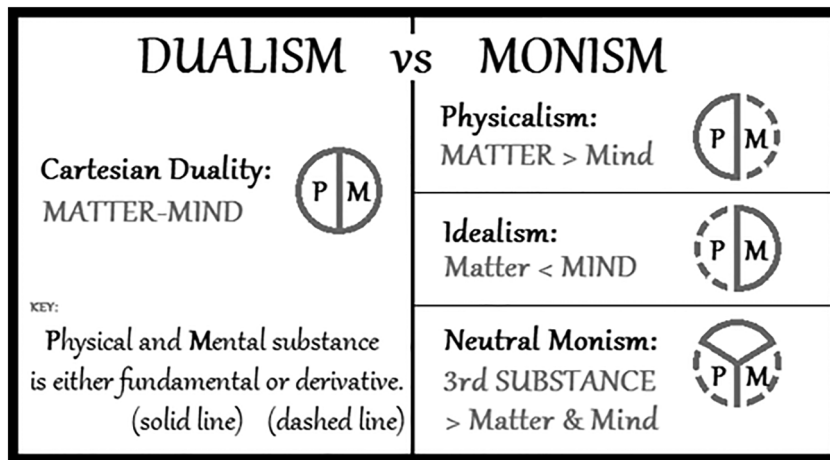 DUALISM vs MONISM
Cartesian Duality:
MATTER-MIND
P M
KEY:
Physical and Mental substance
is either fundamental or derivative.
(solid line) (dashed line)
Physicalism:
MATTER > Mind
P M
Idealism:
Matter < MIND
P M
Neutral Monism:
3rd SUBSTANCE
> Matter & Mind
P M